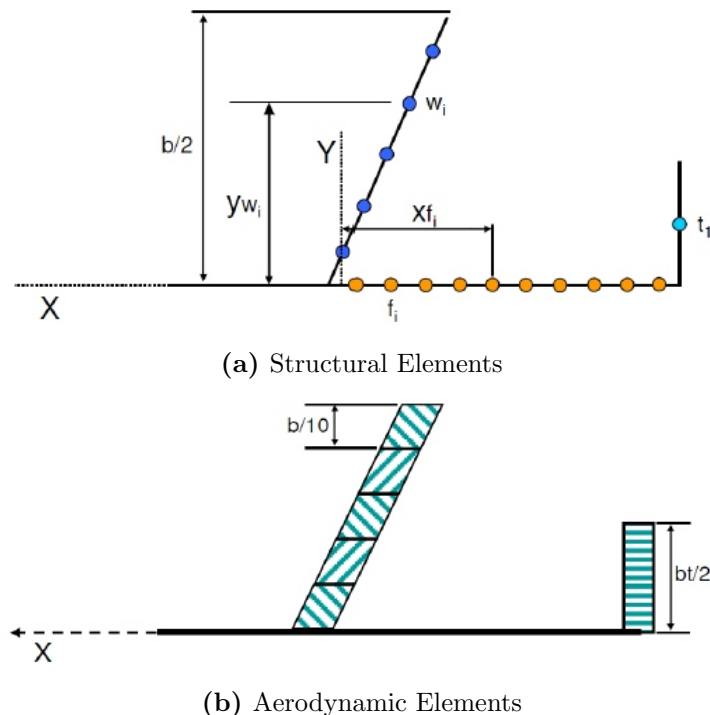 b/2
yw_i
Y
w_i
xf_i
t_1
X
f_i
(a) Structural Elements
b/10
bt/2
X
(b) Aerodynamic Elements